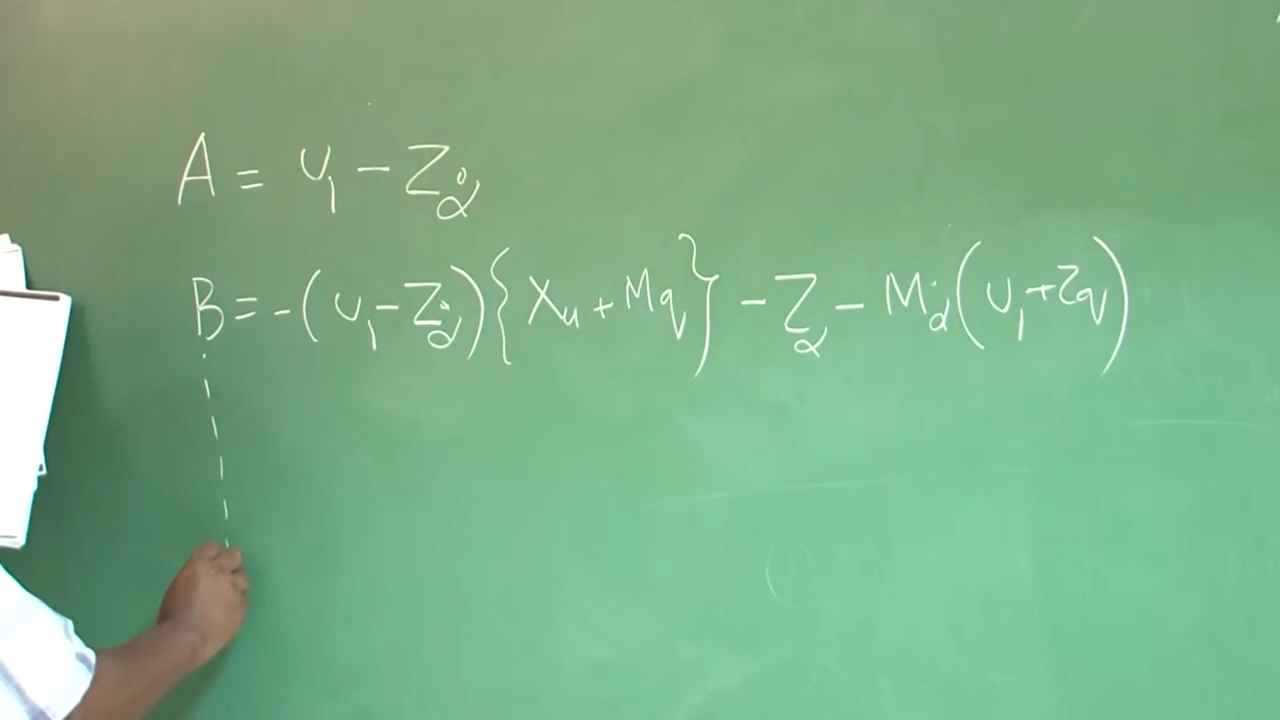 A = U₁ - Z_α̇
B = -(U₁ - Z_α̇){X_u + M_q} - Z_α - M_α̇(U₁ + Z_q)